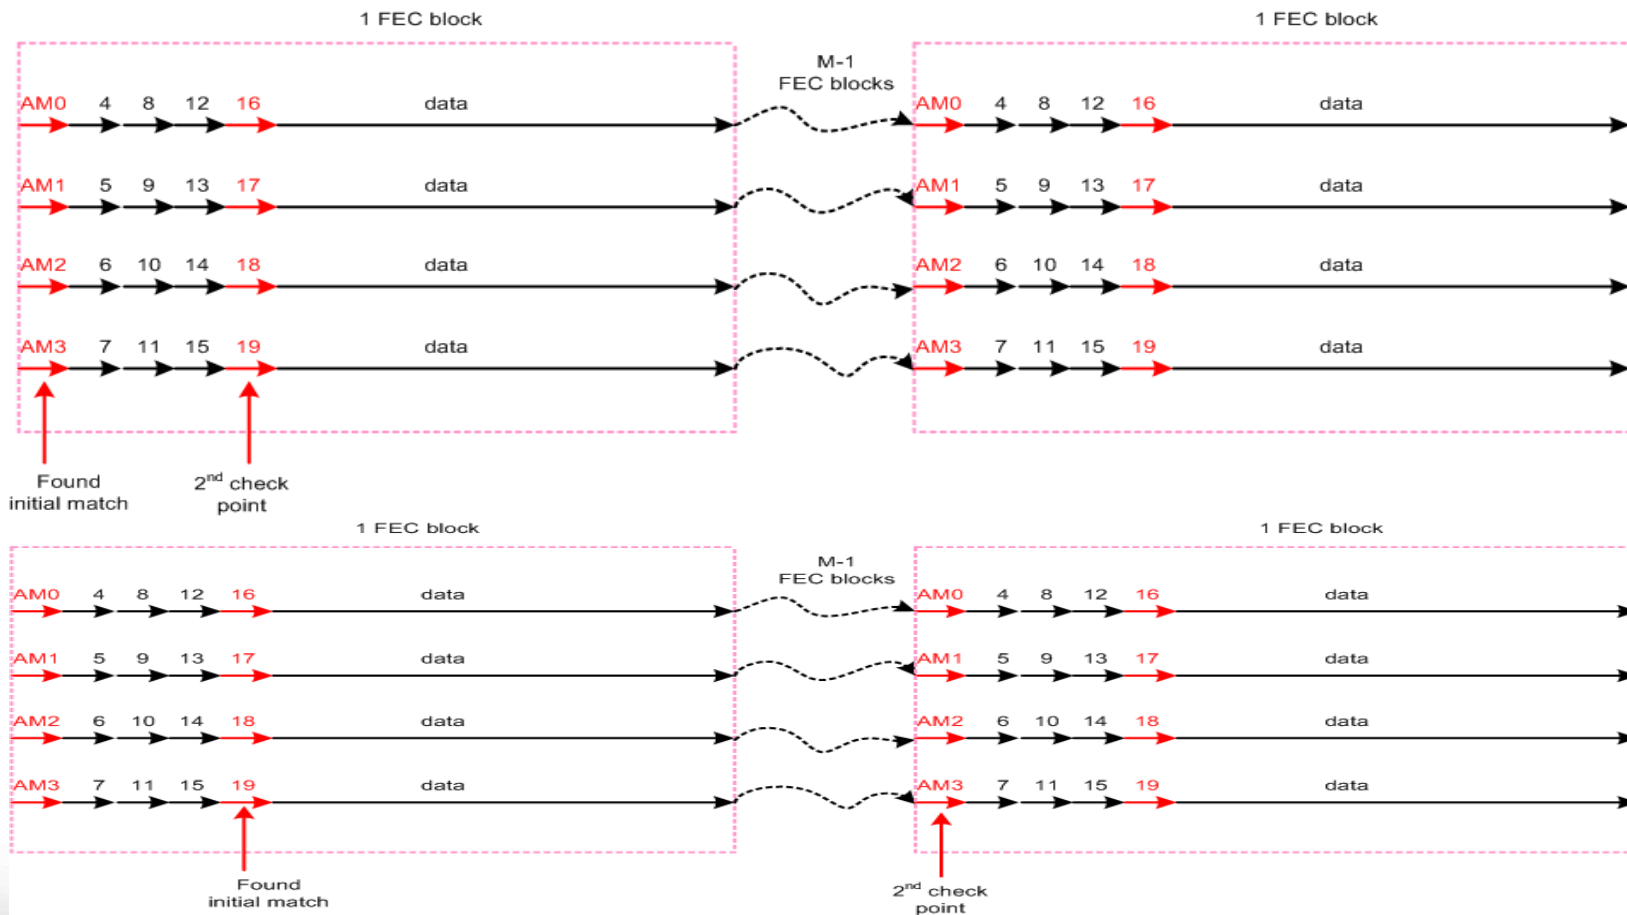 1 FEC block 1 FEC block
M-1
FEC blocks
AM0 4 8 12 16 data AM0 4 8 12 16 data
AM1 5 9 13 17 data AM1 5 9 13 17 data
AM2 6 10 14 18 data AM2 6 10 14 18 data
AM3 7 11 15 19 data AM3 7 11 15 19 data
Found
initial match
2nd check
point
1 FEC block 1 FEC block
M-1
FEC blocks
AM0 4 8 12 16 data AM0 4 8 12 16 data
AM1 5 9 13 17 data AM1 5 9 13 17 data
AM2 6 10 14 18 data AM2 6 10 14 18 data
AM3 7 11 15 19 data AM3 7 11 15 19 data
Found
initial match
2nd check
point